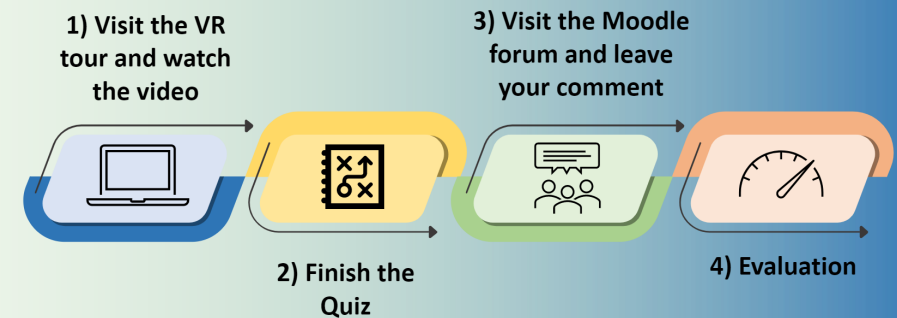 1) Visit the VR
tour and watch
the video
2) Finish the
Quiz
3) Visit the Moodle
forum and leave
your comment
4) Evaluation